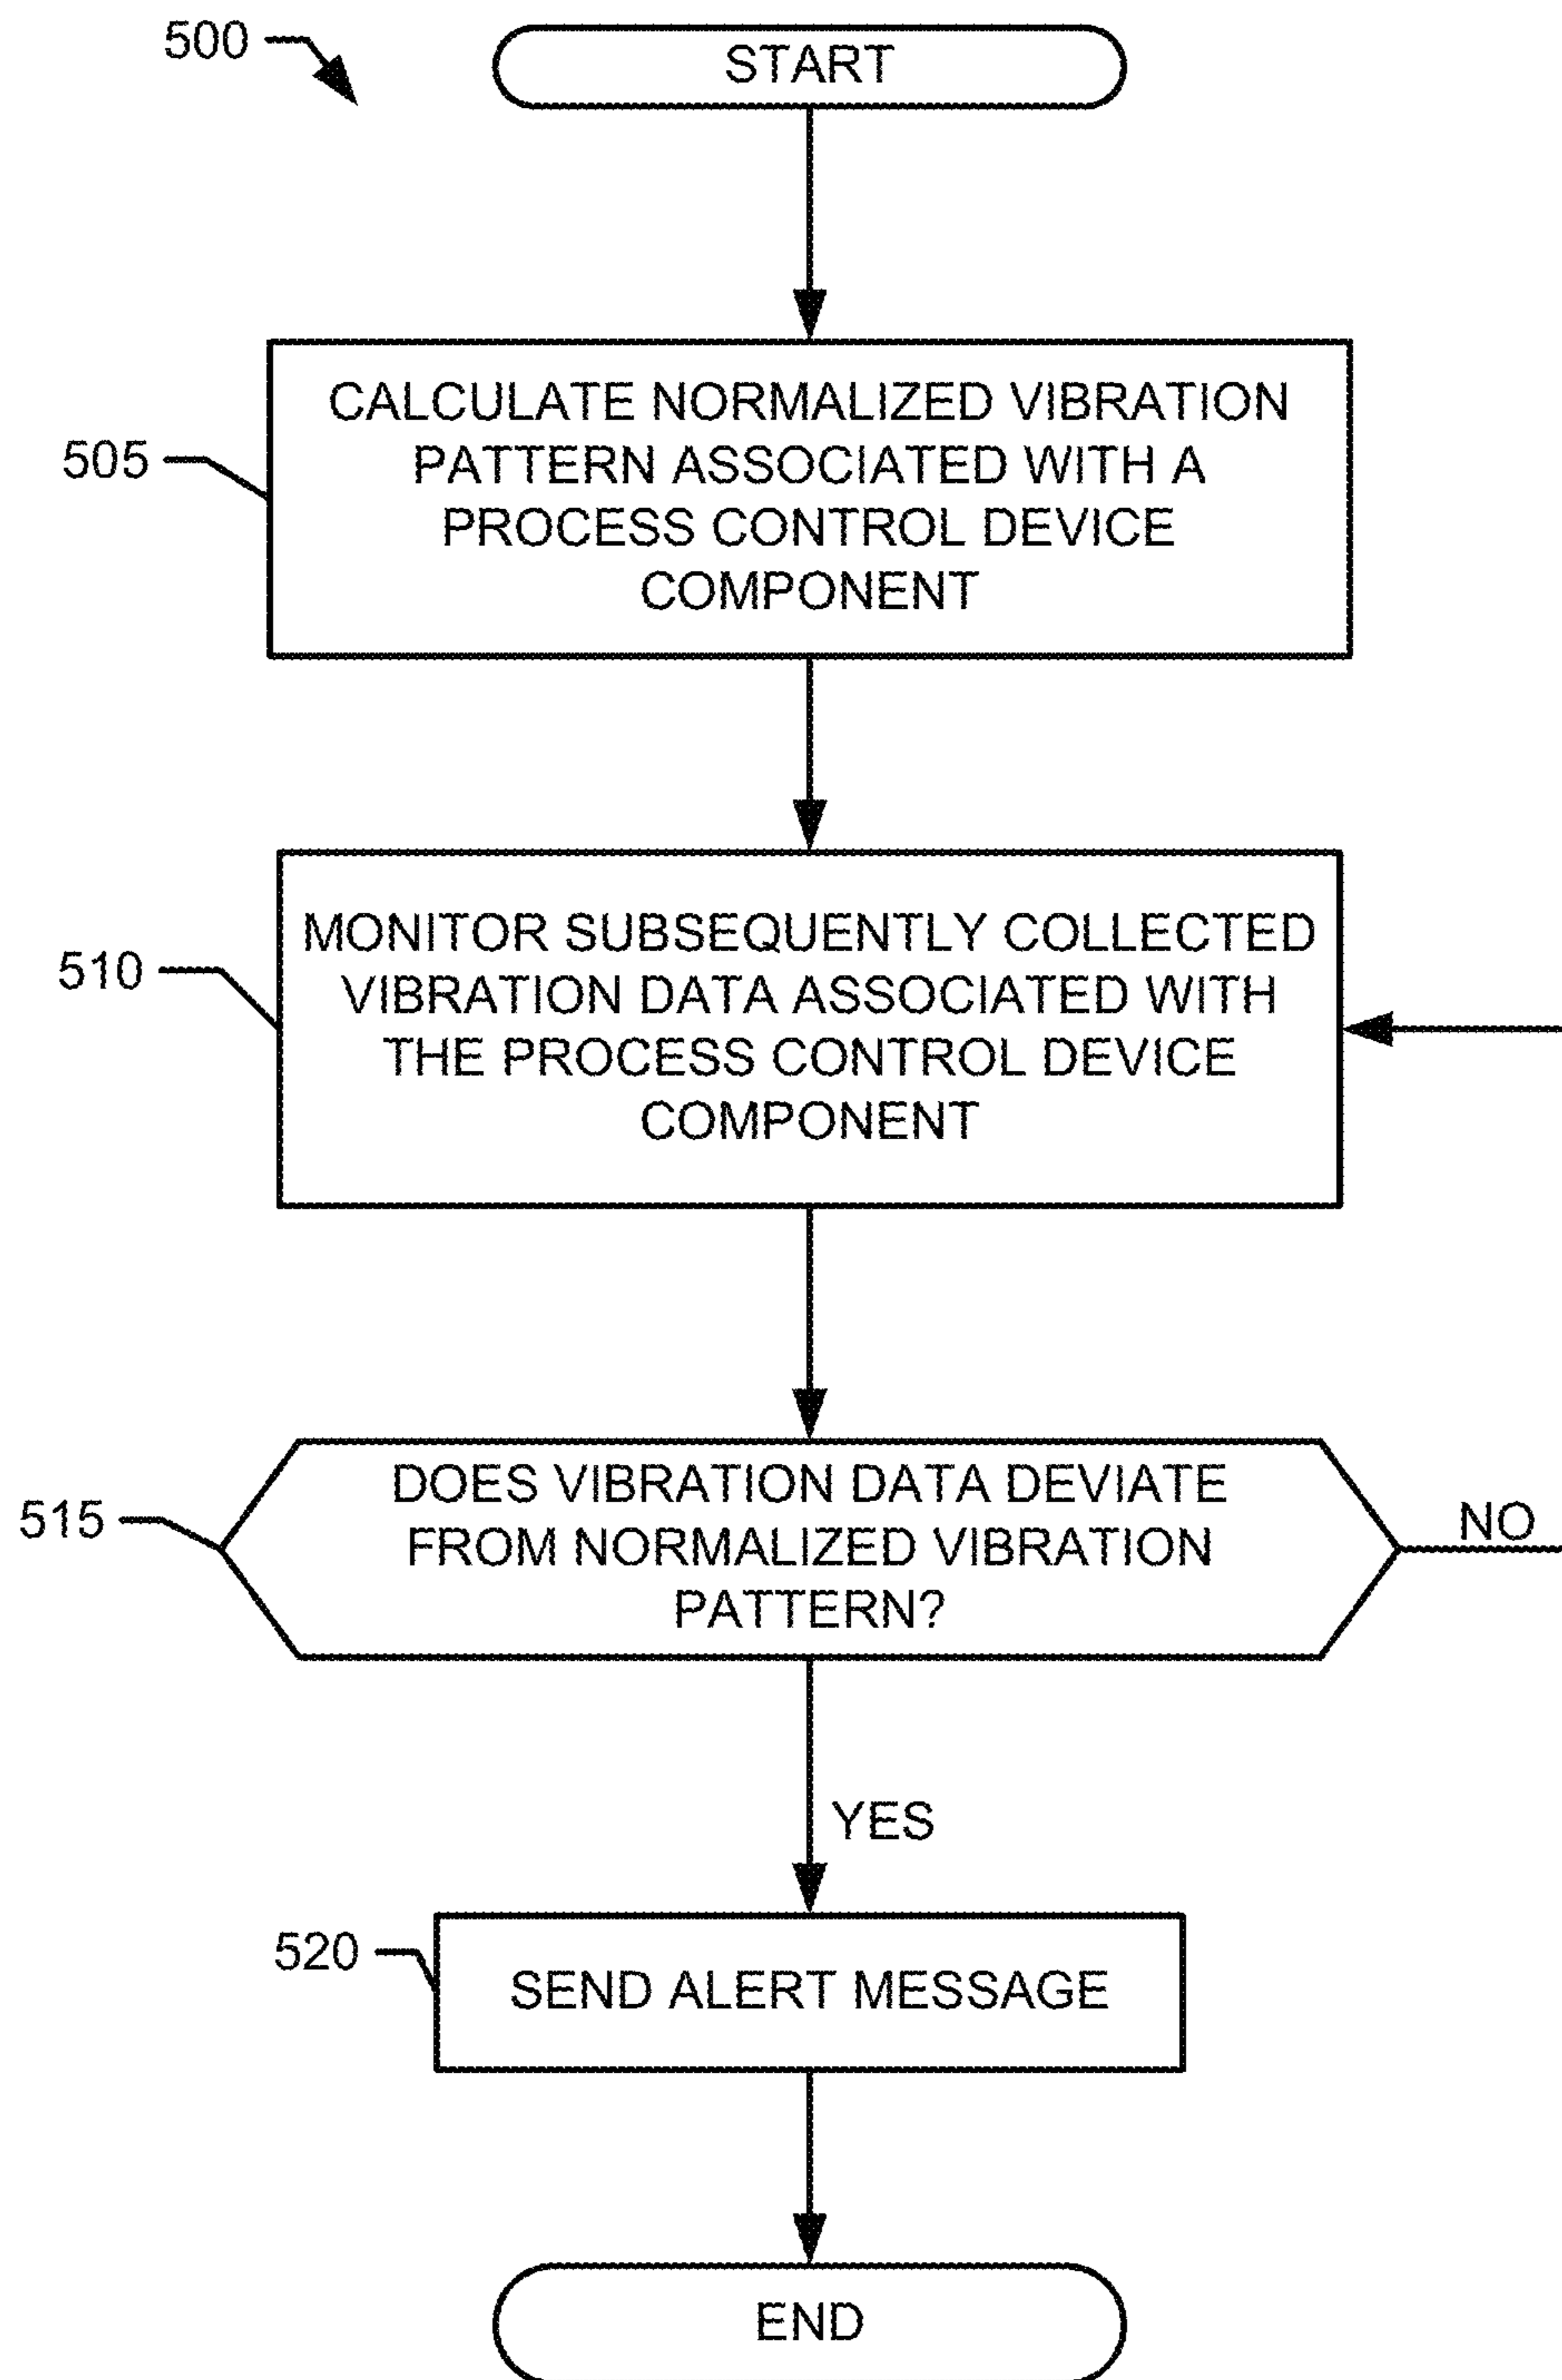 500
START
505
CALCULATE NORMALIZED VIBRATION
PATTERN ASSOCIATED WITH A
PROCESS CONTROL DEVICE
COMPONENT
510
MONITOR SUBSEQUENTLY COLLECTED
VIBRATION DATA ASSOCIATED WITH
THE PROCESS CONTROL DEVICE
COMPONENT
515
DOES VIBRATION DATA DEVIATE
FROM NORMALIZED VIBRATION
PATTERN?
NO
YES
520
SEND ALERT MESSAGE
END